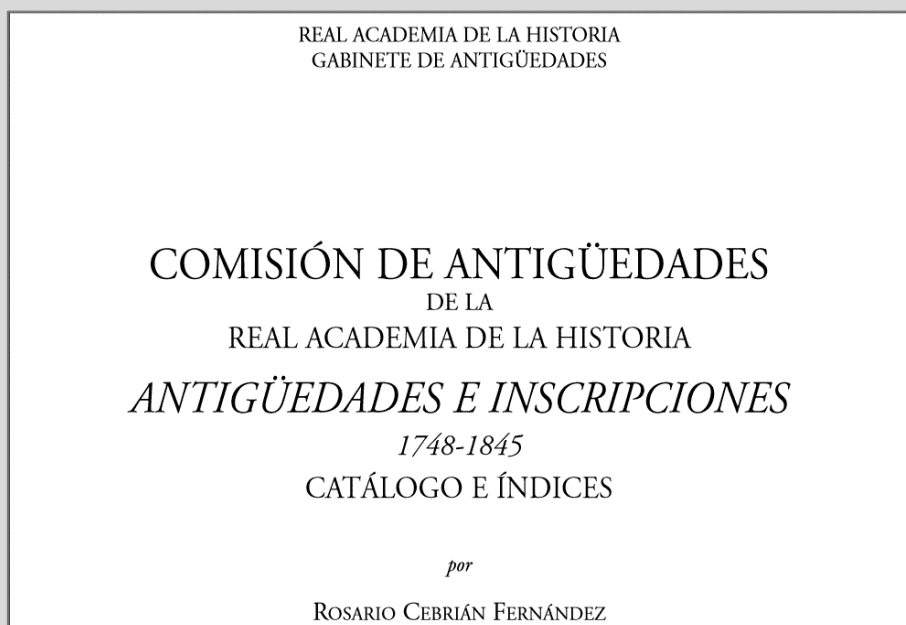 REAL ACADEMIA DE LA HISTORIA
GABINETE DE ANTIGÜEDADES
COMISIÓN DE ANTIGÜEDADES
DE LA
REAL ACADEMIA DE LA HISTORIA
ANTIGÜEDADES E INSCRIPCIONES
1748-1845
CATÁLOGO E ÍNDICES
por
ROSARIO CEBRIÁN FERNÁNDEZ